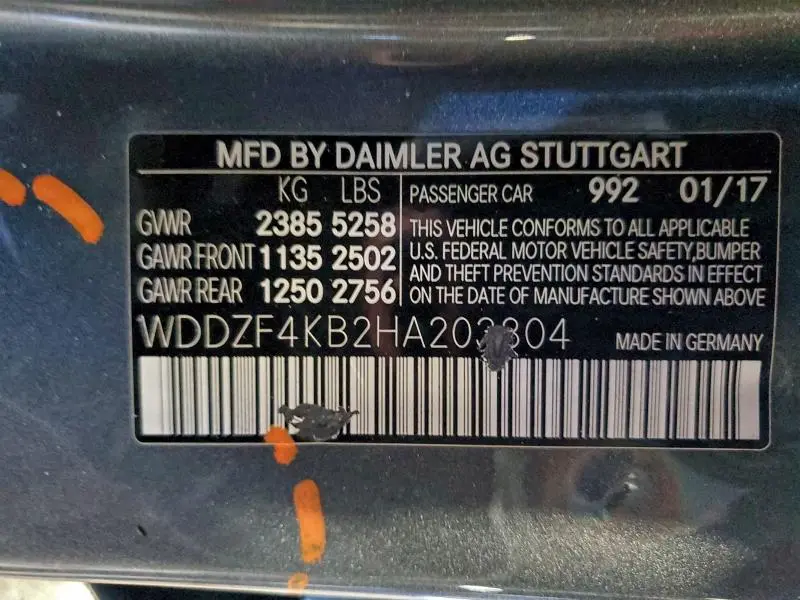 MFD BY DAIMLER AG STUTTGART
KG LBS
GVWR 2385 5258
GAWR FRONT 1135 2502
GAWR REAR 1250 2756
PASSENGER CAR 992 01/17
THIS VEHICLE CONFORMS TO ALL APPLICABLE
U.S. FEDERAL MOTOR VEHICLE SAFETY,BUMPER
AND THEFT PREVENTION STANDARDS IN EFFECT
ON THE DATE OF MANUFACTURE SHOWN ABOVE
WDDZF4KB2HA203804
MADE IN GERMANY